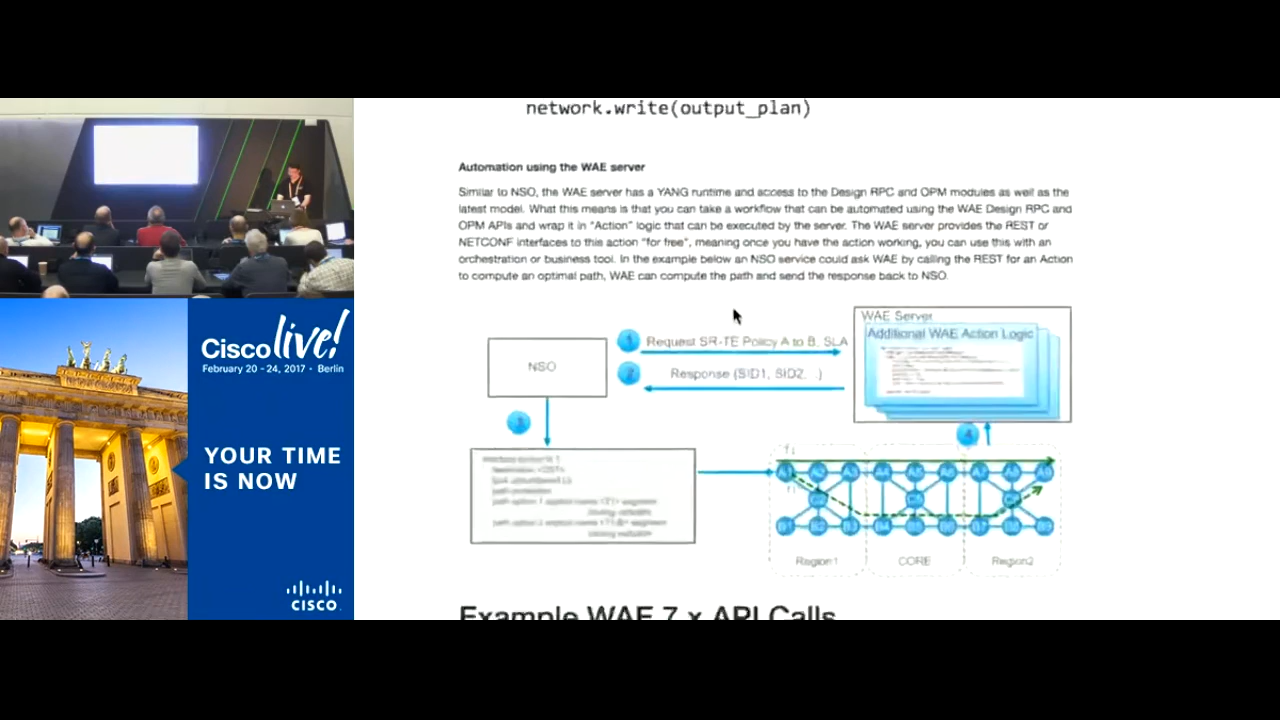 network.write(output_plan)
Automation using the WAE server
Similar to NSO, the WAE server has a YANG runtime and access to the Design RPC and OPM modules as well as the
latest model. What this means is that you can take a workflow that can be automated using the WAE Design RPC and
OPM APIs and wrap it in "Action" logic that can be executed by the server. The WAE server provides the REST or
NETCONF interfaces to this action "for free", meaning once you have the action working, you can use this with an
orchestration or business tool. In the example below an NSO service could ask WAE by calling the REST for an Action
to compute an optimal path, WAE can compute the path and send the response back to NSO.
WAE Server
Additional WAE Action Logic
1
Request SR-TE Policy A to B, SLA
NSO
2
Response (SID1, SID2, ..)
3
4
Region1
CORE
Region2
Example WAE 7.x API Calls
Cisco live!
February 20 - 24, 2017 • Berlin
YOUR TIME
IS NOW
CISCO